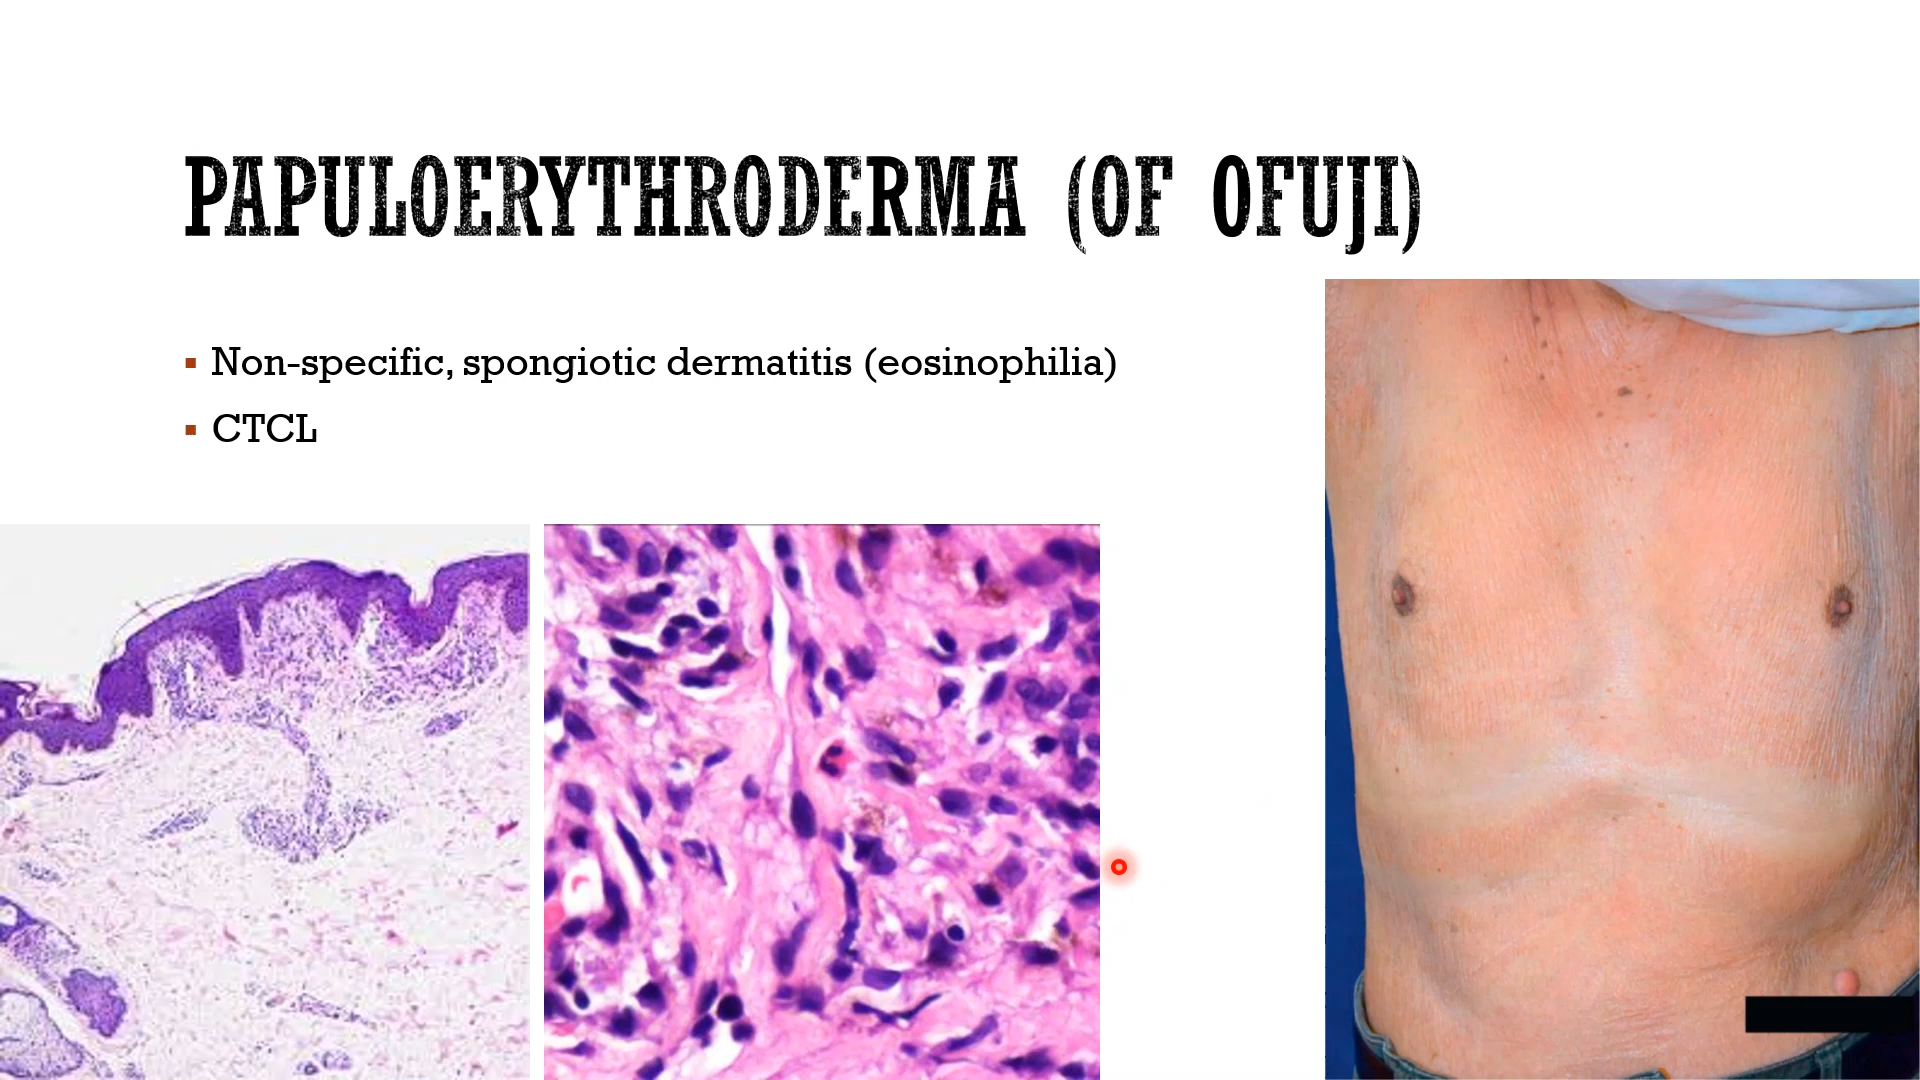 PAPULOERYTHRODERMA (OF OFUJI)
Non-specific, spongiotic dermatitis (eosinophilia)
CTCL